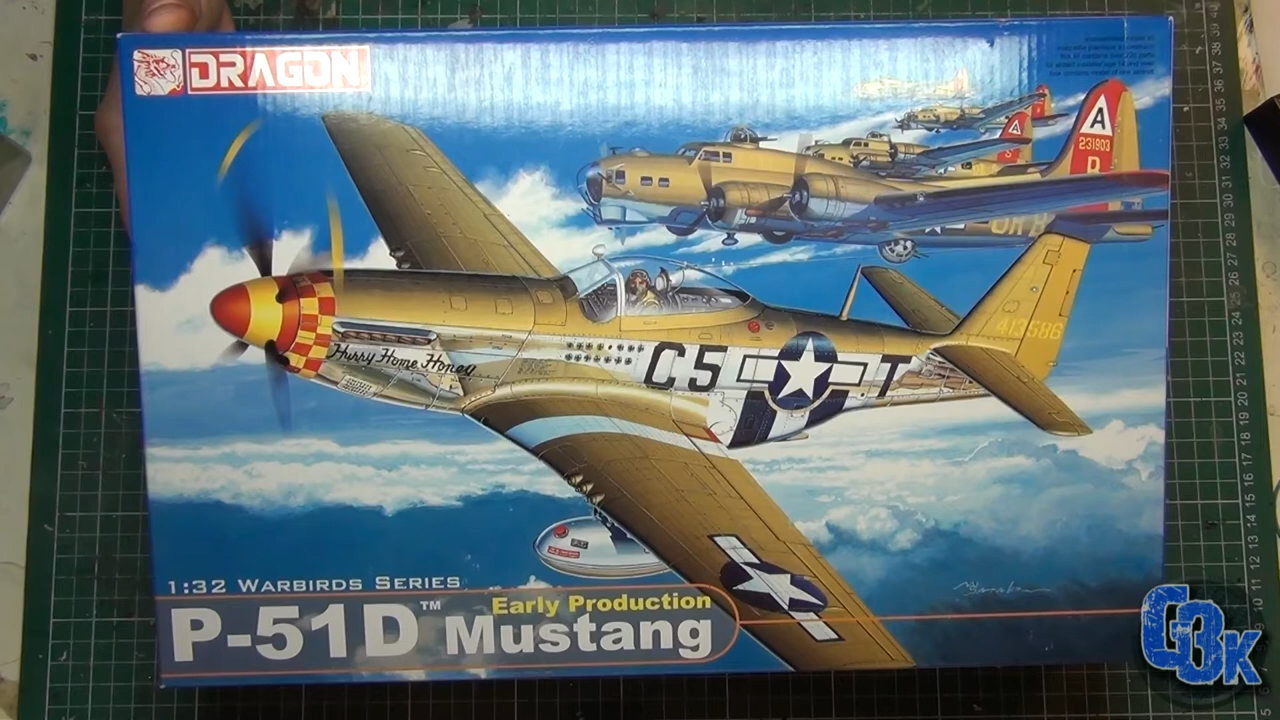 DRAGON
A
231903
D
413586
Hurry Home Honey
C5
T
1:32 WARBIRDS SERIES
P-51D™
Early Production
Mustang
G3K